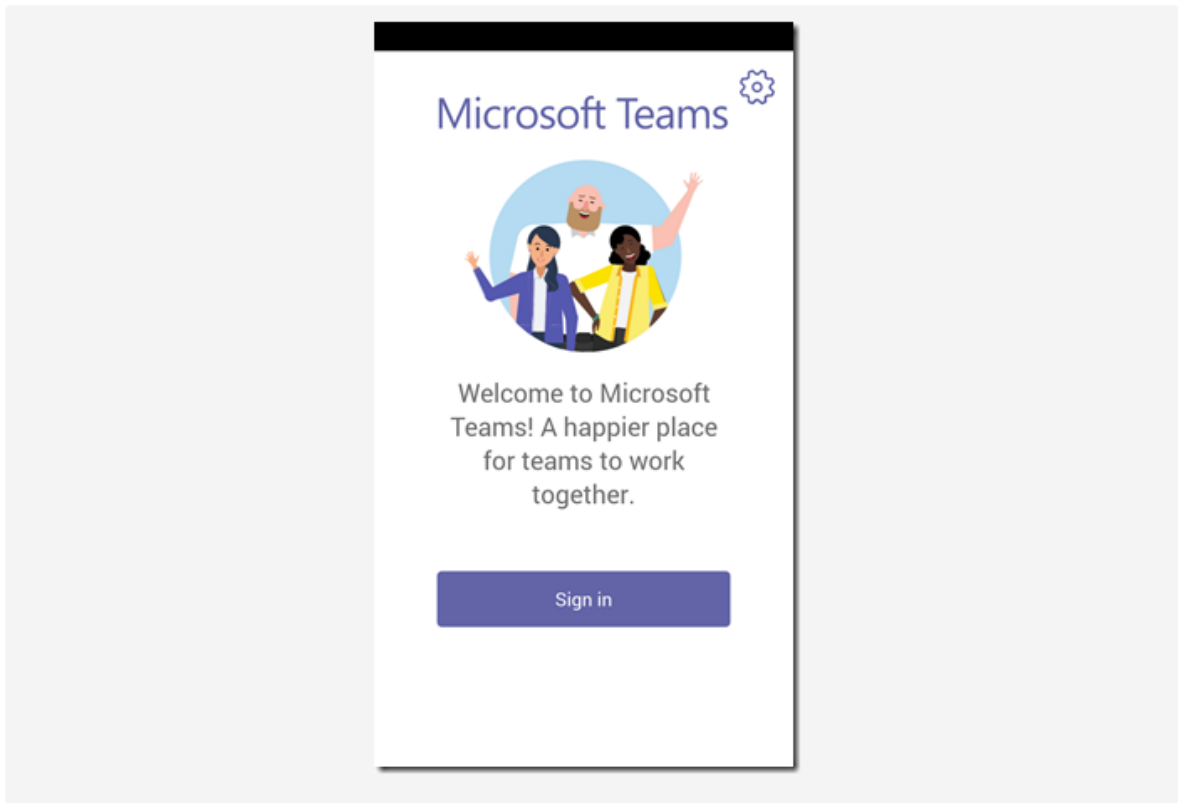 Microsoft Teams
Welcome to Microsoft
Teams! A happier place
for teams to work
together.
Sign in